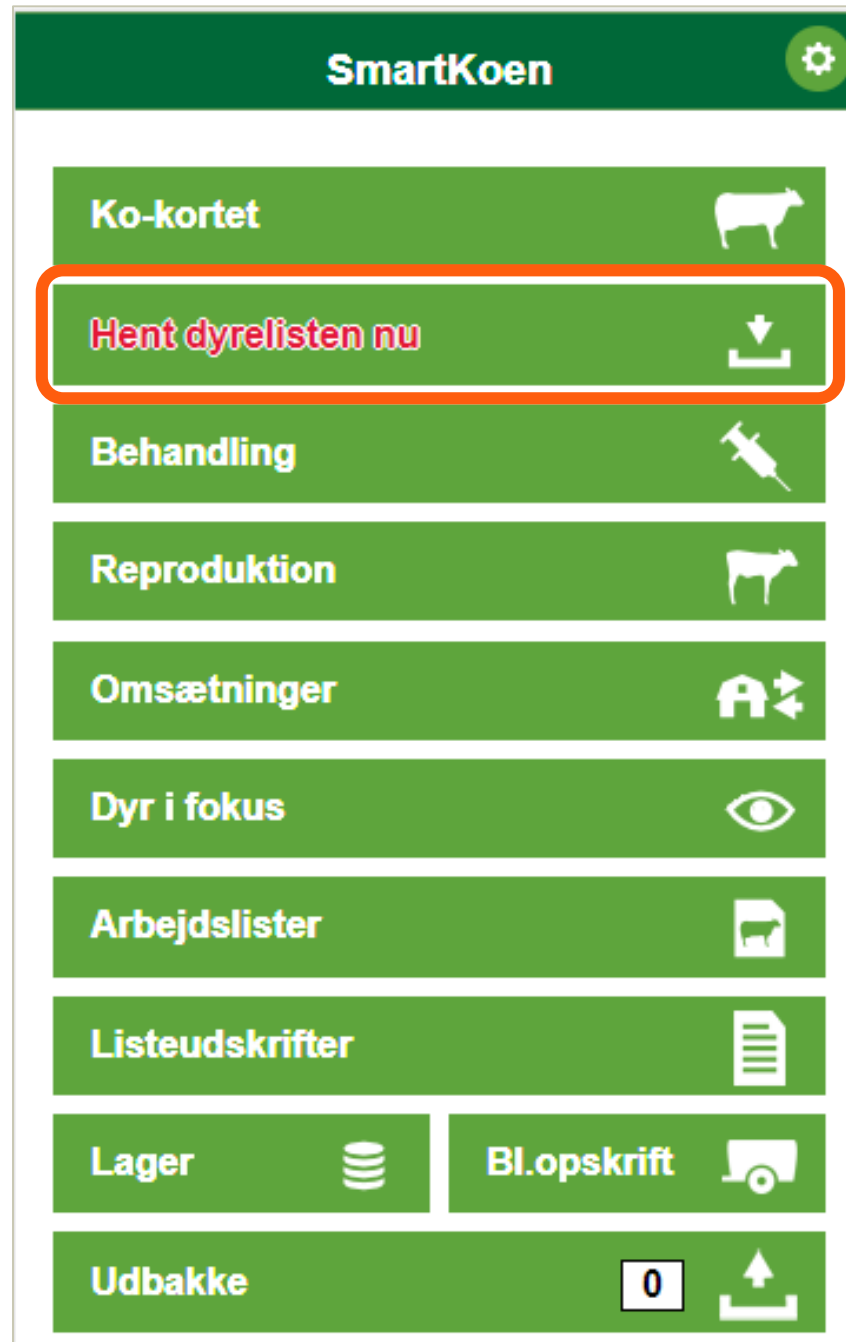 SmartKoen
Ko-kortet
Hent dyrelisten nu
Behandling
Reproduktion
Omsætninger
Dyr i fokus
Arbejdslister
Listeudskrifter
Lager
Bl.opskrift
Udbakke 0